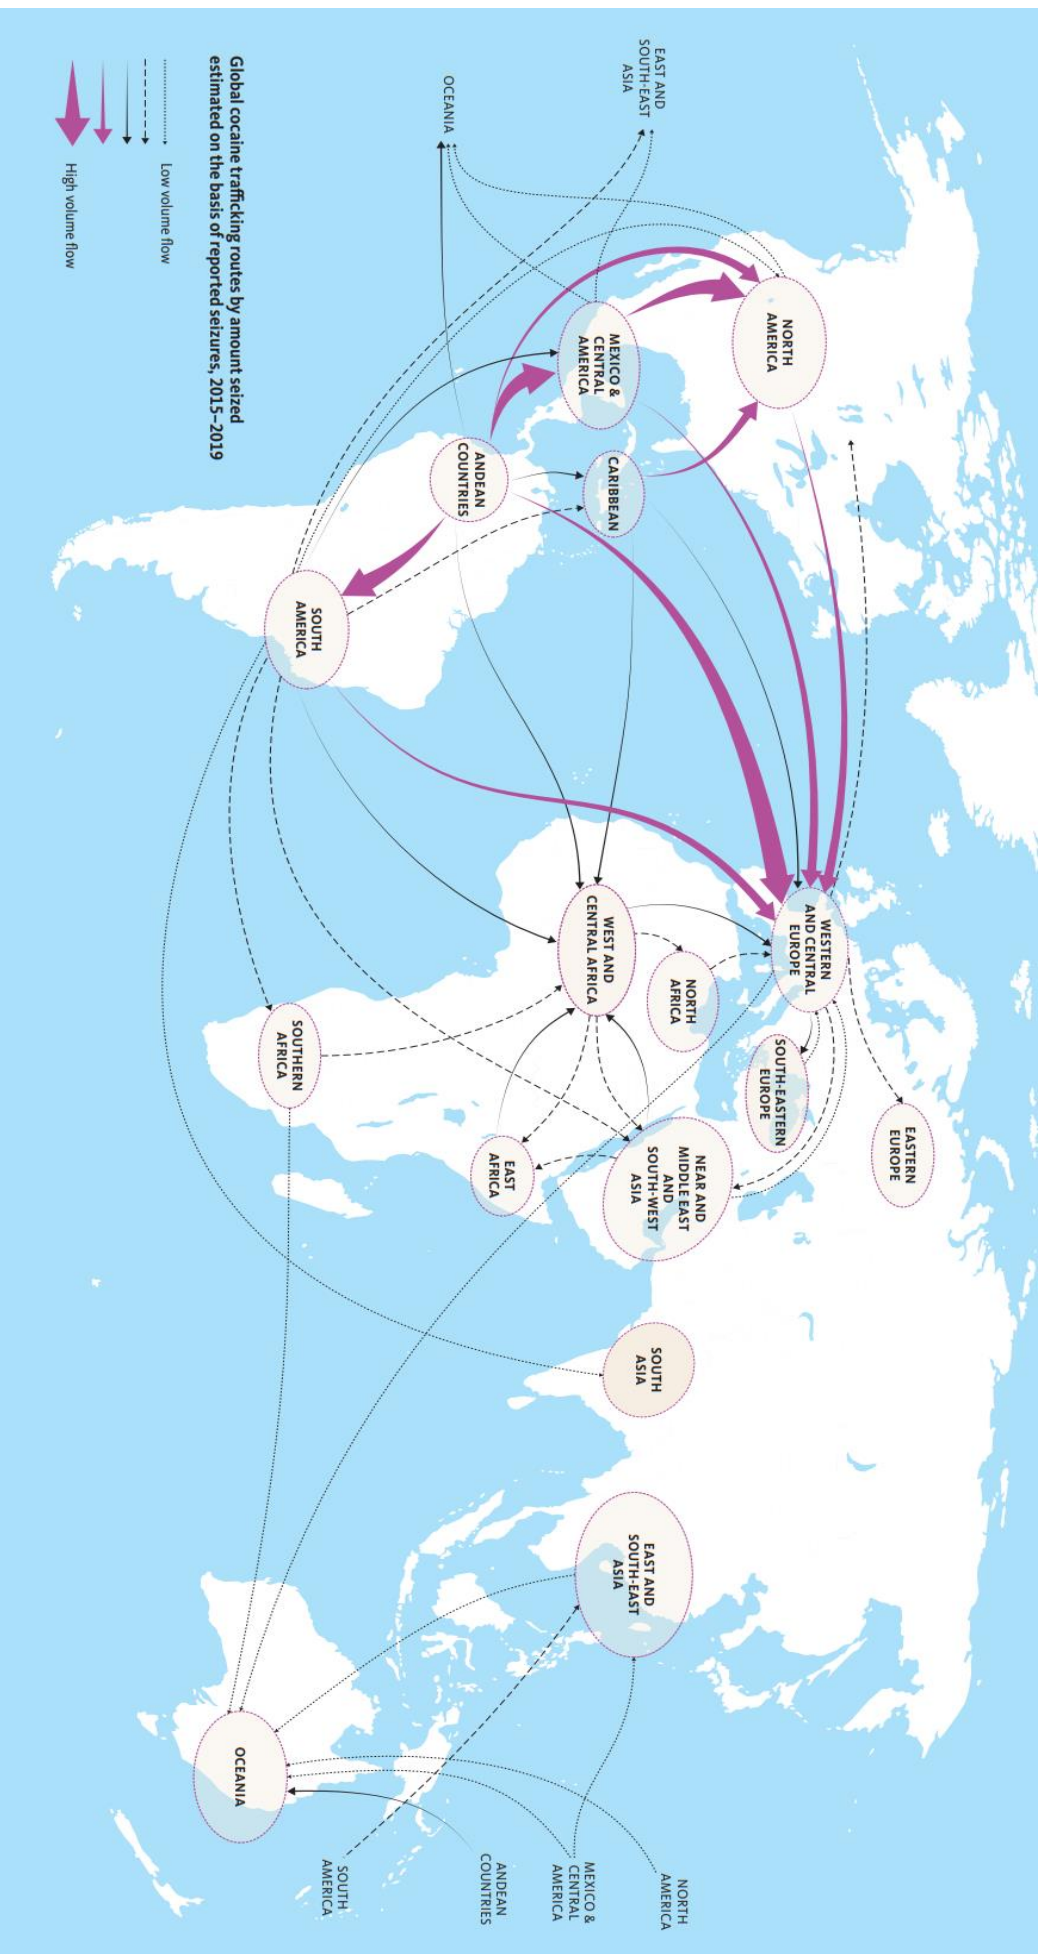 Global cocaine trafficking routes by amount seized
estimated on the basis of reported seizures, 2015–2019
Low volume flow
High volume flow
EAST AND
SOUTH-EAST
ASIA
OCEANIA
NORTH
AMERICA
MEXICO &
CENTRAL
AMERICA
CARIBBEAN
ANDEAN
COUNTRIES
SOUTH
AMERICA
WESTERN
AND CENTRAL
EUROPE
EASTERN
EUROPE
SOUTH-EASTERN
EUROPE
NORTH
AFRICA
WEST AND
CENTRAL AFRICA
NEAR AND
MIDDLE EAST
AND
SOUTH-WEST
ASIA
EAST
AFRICA
SOUTHERN
AFRICA
SOUTH
ASIA
EAST AND
SOUTH-EAST
ASIA
OCEANIA
NORTH
AMERICA
MEXICO &
CENTRAL
AMERICA
ANDEAN
COUNTRIES
SOUTH
AMERICA